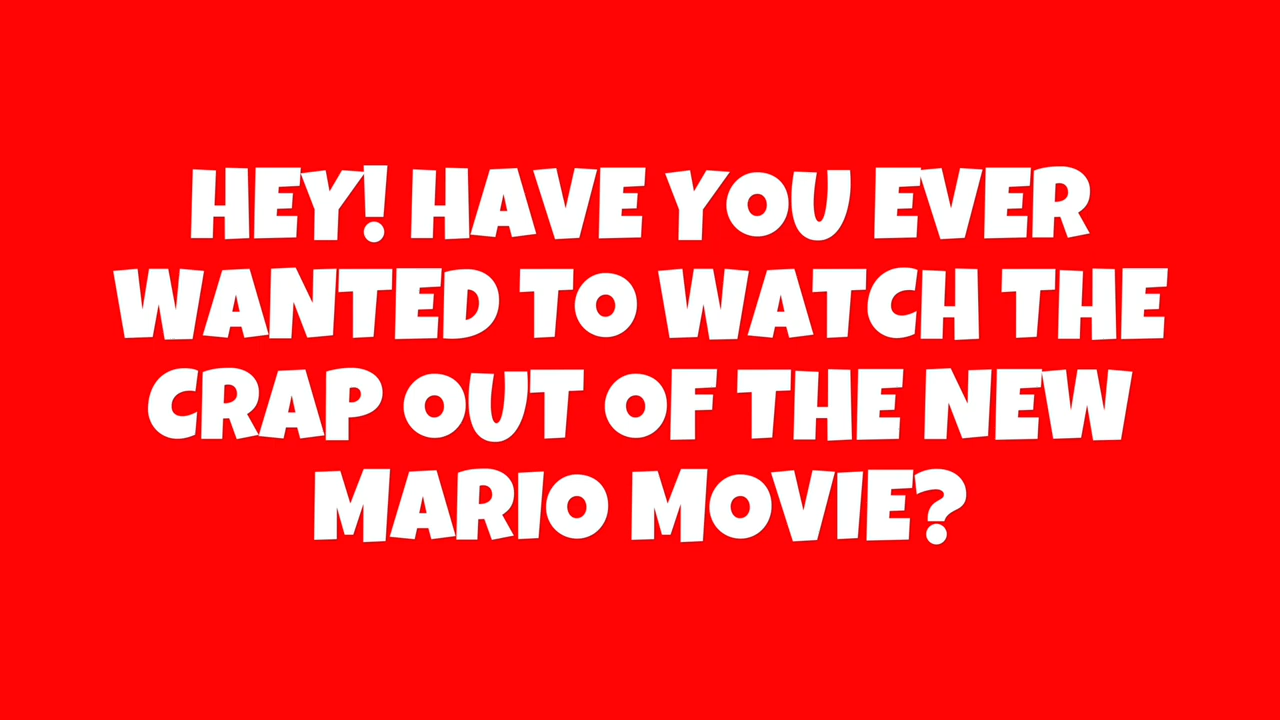 HEY! HAVE YOU EVER
WANTED TO WATCH THE
CRAP OUT OF THE NEW
MARIO MOVIE?